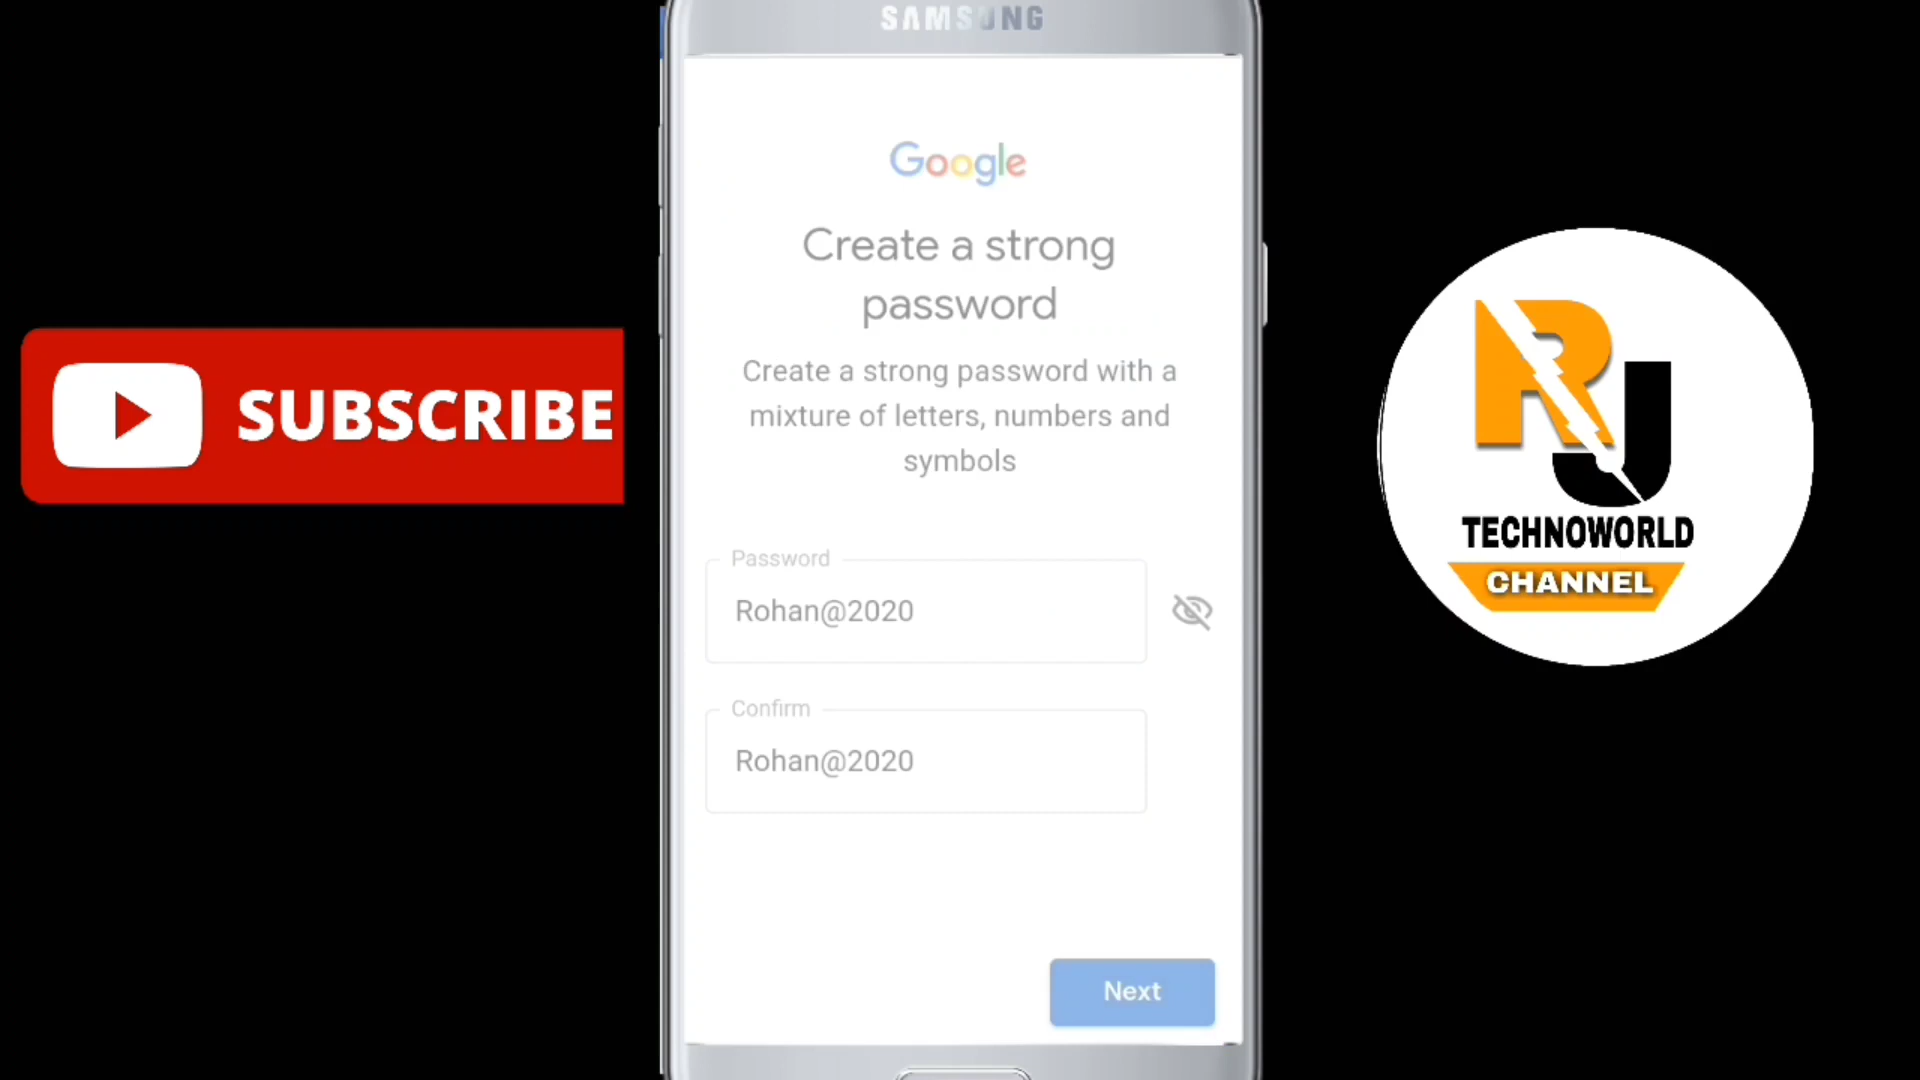 SAMSUNG
Google
Create a strong
password
Create a strong password with a
mixture of letters, numbers and
symbols
SUBSCRIBE
Password
Rohan@2020
Confirm
Rohan@2020
Next
RJ
TECHNOWORLD
CHANNEL